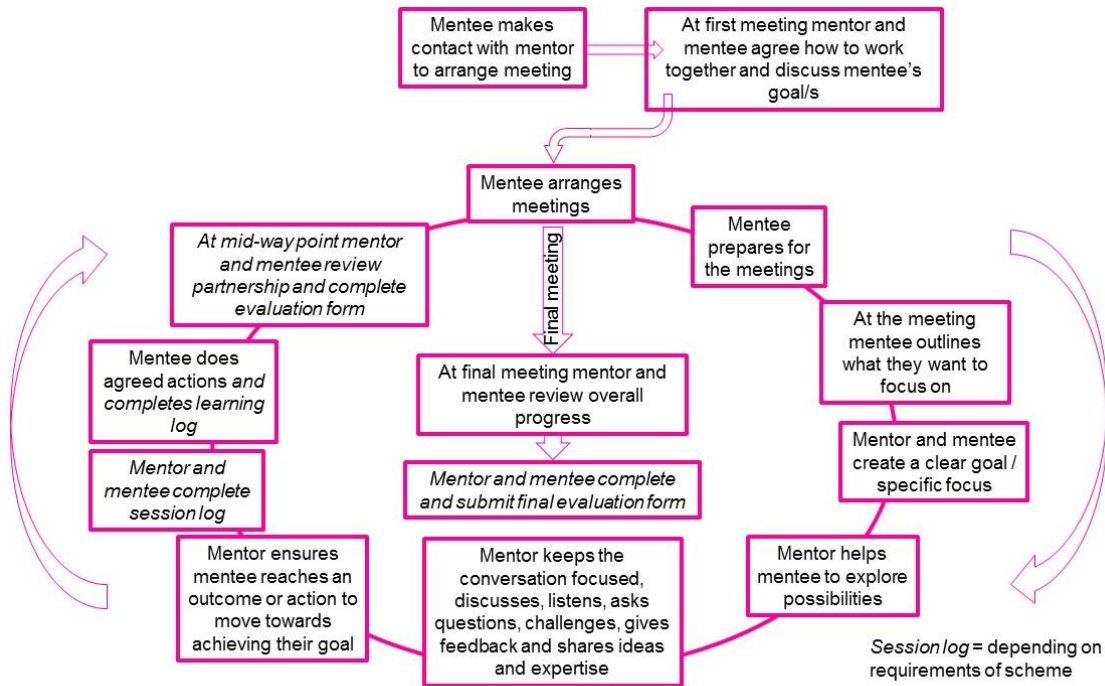 Mentee makes
contact with mentor
to arrange meeting
At first meeting mentor and
mentee agree how to work
together and discuss mentee's
goal/s
Mentee arranges
meetings
Mentee
prepares for
the meetings
At the meeting
mentee outlines
what they want to
focus on
Mentor and mentee
create a clear goal /
specific focus
Mentor helps
mentee to explore
possibilities
Mentor keeps the
conversation focused,
discusses, listens, asks
questions, challenges, gives
feedback and shares ideas
and expertise
Mentor ensures
mentee reaches an
outcome or action to
move towards
achieving their goal
Mentor and
mentee complete
session log
Mentee does
agreed actions and
completes learning
log
At mid-way point mentor
and mentee review
partnership and complete
evaluation form
Final meeting
At final meeting mentor and
mentee review overall
progress
Mentor and mentee complete
and submit final evaluation form
Session log = depending on
requirements of scheme